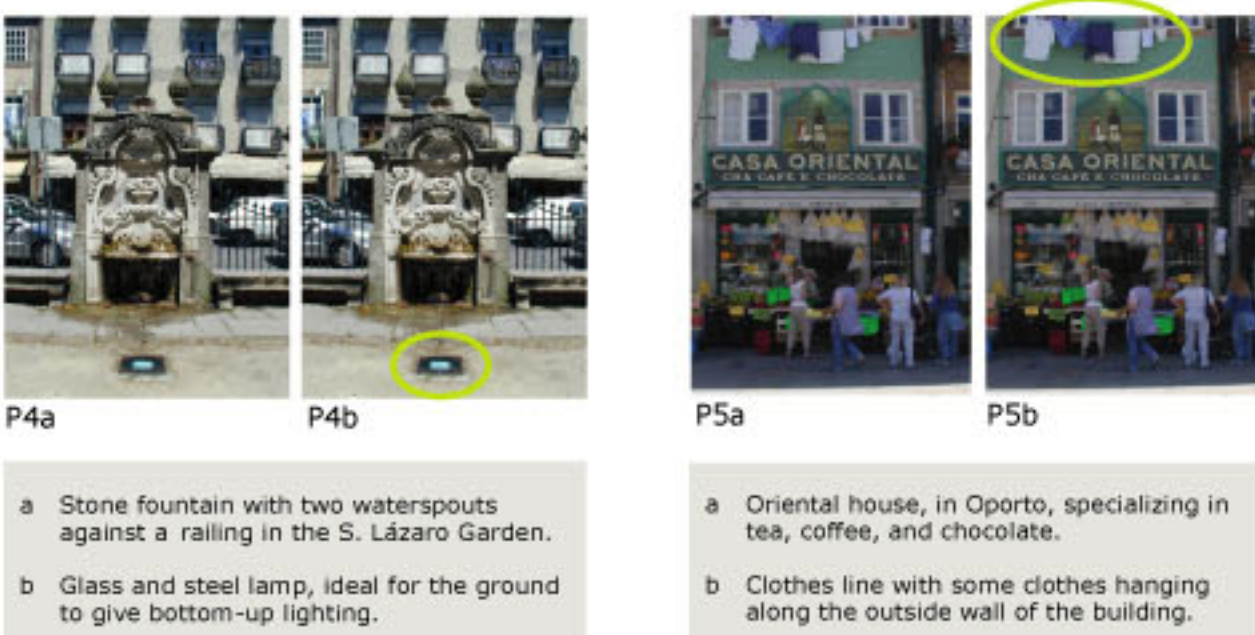 CASA ORIENTAL
CHA CAFE E CHOCOLATE
CASA ORIENTAL
CHA CAFE E CHOCOLATE
P4a
P4b
P5a
P5b
a Stone fountain with two waterspouts
against a railing in the S. Lázaro Garden.
b Glass and steel lamp, ideal for the ground
to give bottom-up lighting.
a Oriental house, in Oporto, specializing in
tea, coffee, and chocolate.
b Clothes line with some clothes hanging
along the outside wall of the building.